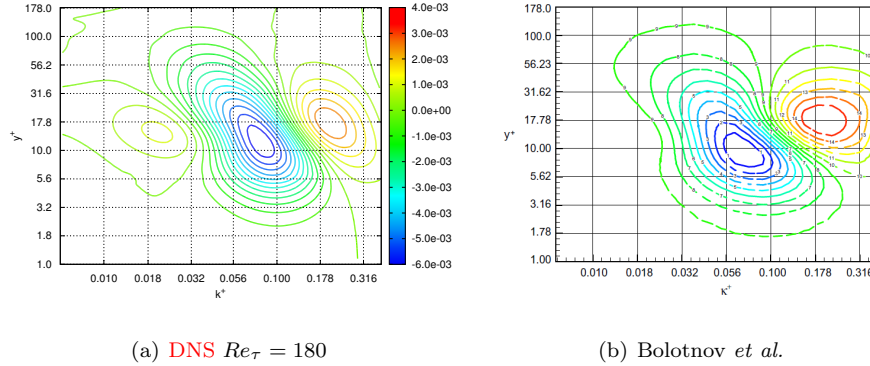 178.0
100.0
56.2
31.6
17.8
10.0
5.6
3.2
1.8
1.0
y+
0.010 0.018 0.032 0.056 0.100 0.178 0.316
k+
4.0e-03
3.0e-03
2.0e-03
1.0e-03
0.0e+00
-1.0e-03
-2.0e-03
-3.0e-03
-4.0e-03
-5.0e-03
-6.0e-03
(a) DNS Reτ = 180
178.0
100.0
56.23
31.62
17.78
10.00
5.62
3.16
1.78
1.00
y+
0.010 0.018 0.032 0.056 0.100 0.178 0.316
κ+
(b) Bolotnov et al.